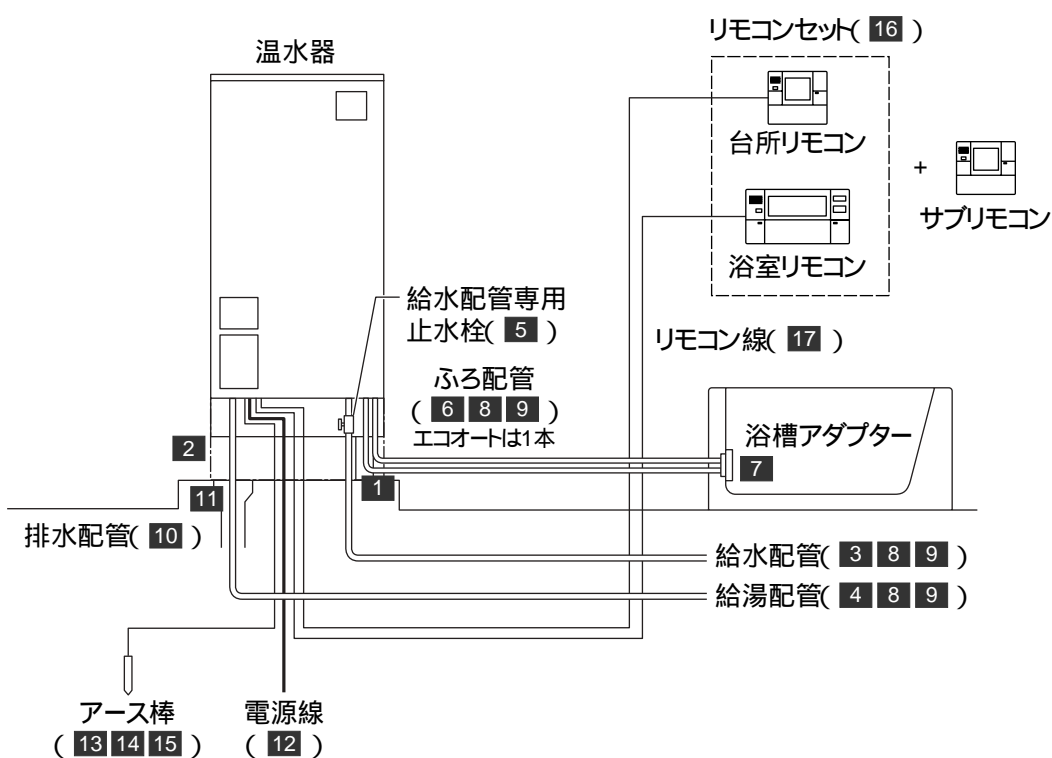 リモコンセット( 16 )
温水器
台所リモコン
+
サブリモコン
浴室リモコン
給水配管専用
止水栓( 5 )
リモコン線( 17 )
ふろ配管
( 6 8 9 )
エコオートは1本
浴槽アダプター
7
2
1
11
排水配管( 10 )
給水配管( 3 8 9 )
給湯配管( 4 8 9 )
アース棒
( 13 14 15 )
電源線
( 12 )